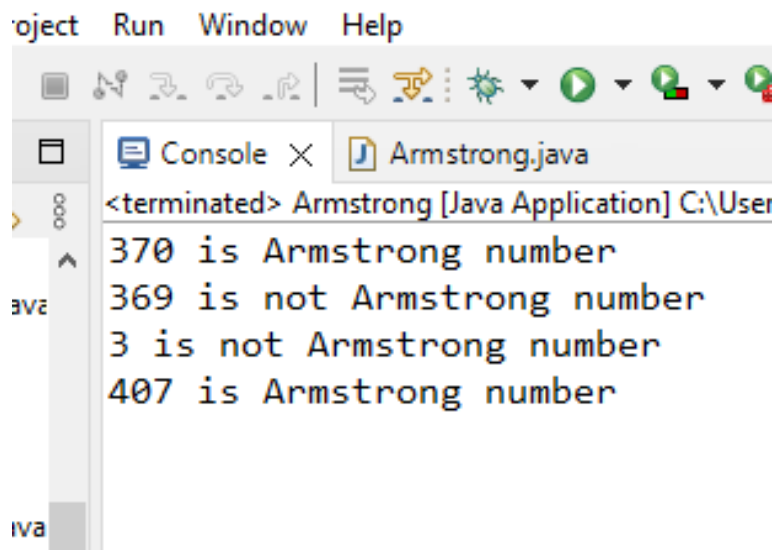 roject Run Window Help
Console Armstrong.java
<terminated> Armstrong [Java Application] C:\User
370 is Armstrong number
ava 369 is not Armstrong number
3 is not Armstrong number
407 is Armstrong number
ava